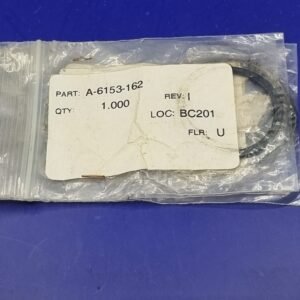 PART: A-6153-162 REV: I
QTY: 1.000 LOC: BC201
FLR: U